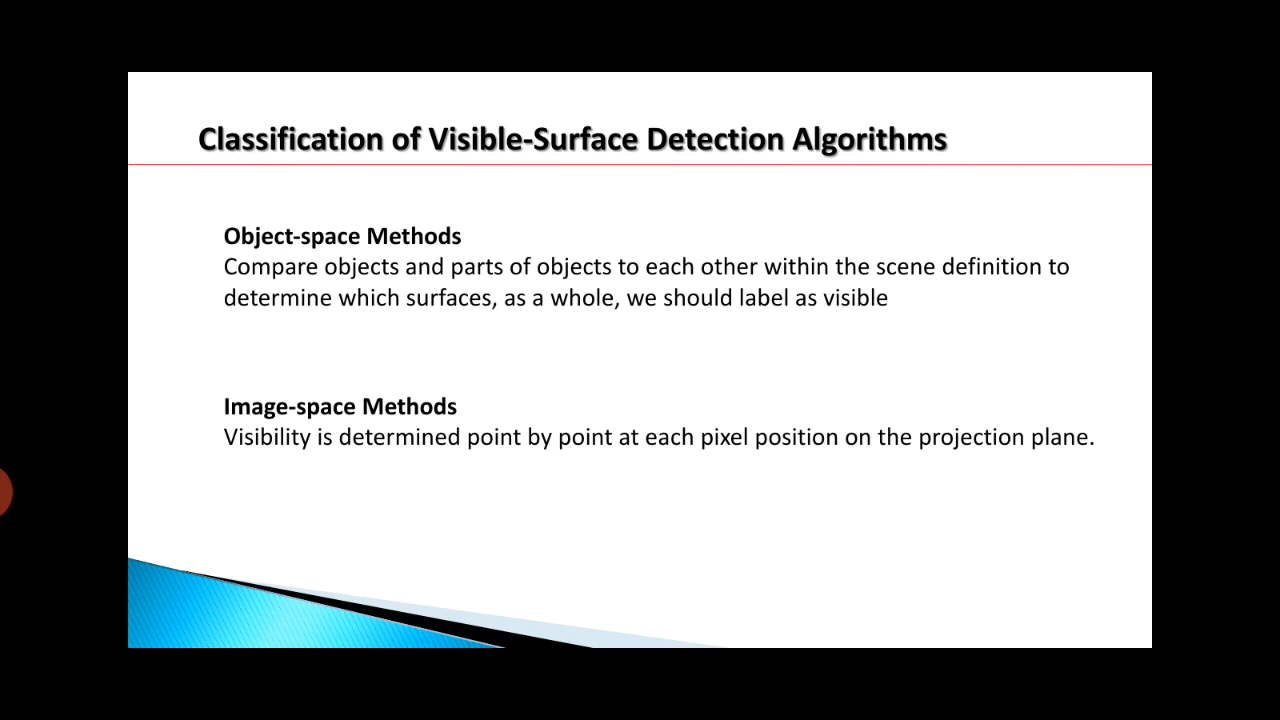 Classification of Visible-Surface Detection Algorithms
Object-space Methods
Compare objects and parts of objects to each other within the scene definition to
determine which surfaces, as a whole, we should label as visible
Image-space Methods
Visibility is determined point by point at each pixel position on the projection plane.